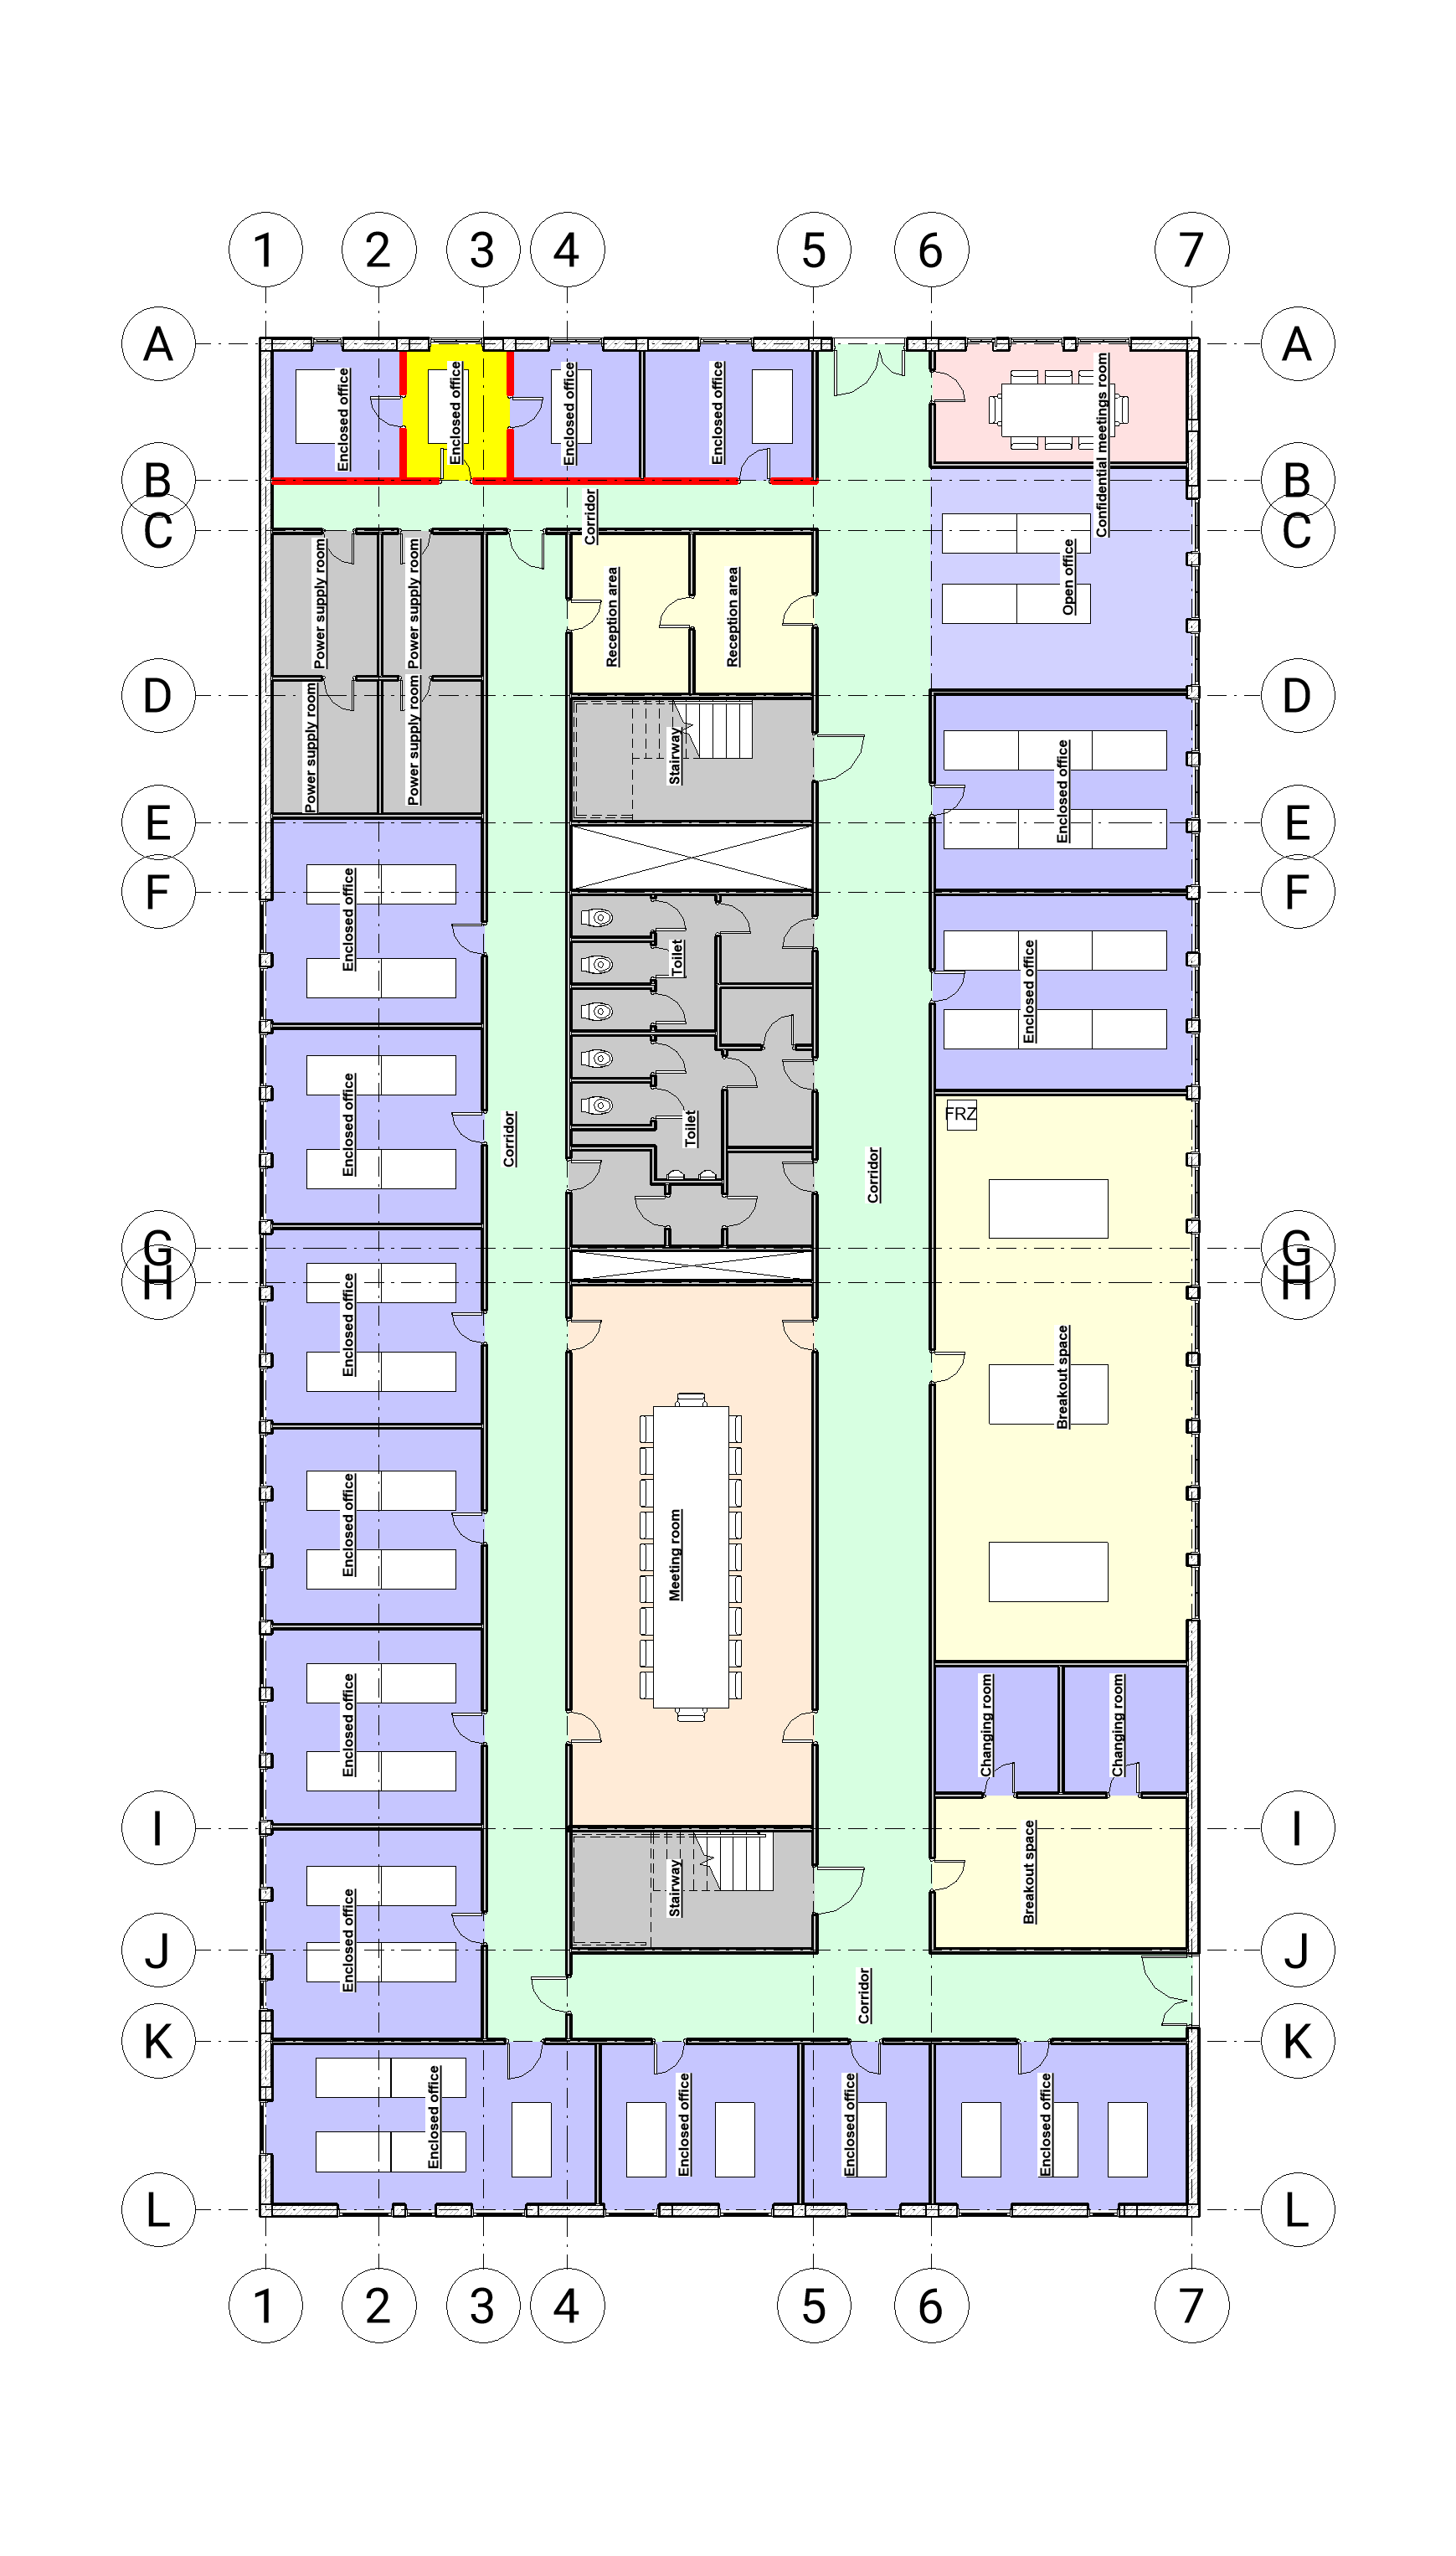 1 2 3 4 5 6 7
A A
Enclosed office
Enclosed office
Enclosed office
Enclosed office
Confidential meetings room
B B
Corridor
C C
Power supply room
Power supply room
Reception area
Reception area
Open office
D D
Power supply room
Power supply room
Stairway
Enclosed office
E E
F F
Enclosed office
Toilet
Enclosed office
Enclosed office
Corridor
Toilet
Corridor
FRZ
G G
H H
Enclosed office
Breakout space
Enclosed office
Meeting room
Enclosed office
Changing room
Changing room
I I
Enclosed office
Stairway
Breakout space
J J
Corridor
K K
Enclosed office
Enclosed office
Enclosed office
Enclosed office
L L
1 2 3 4 5 6 7